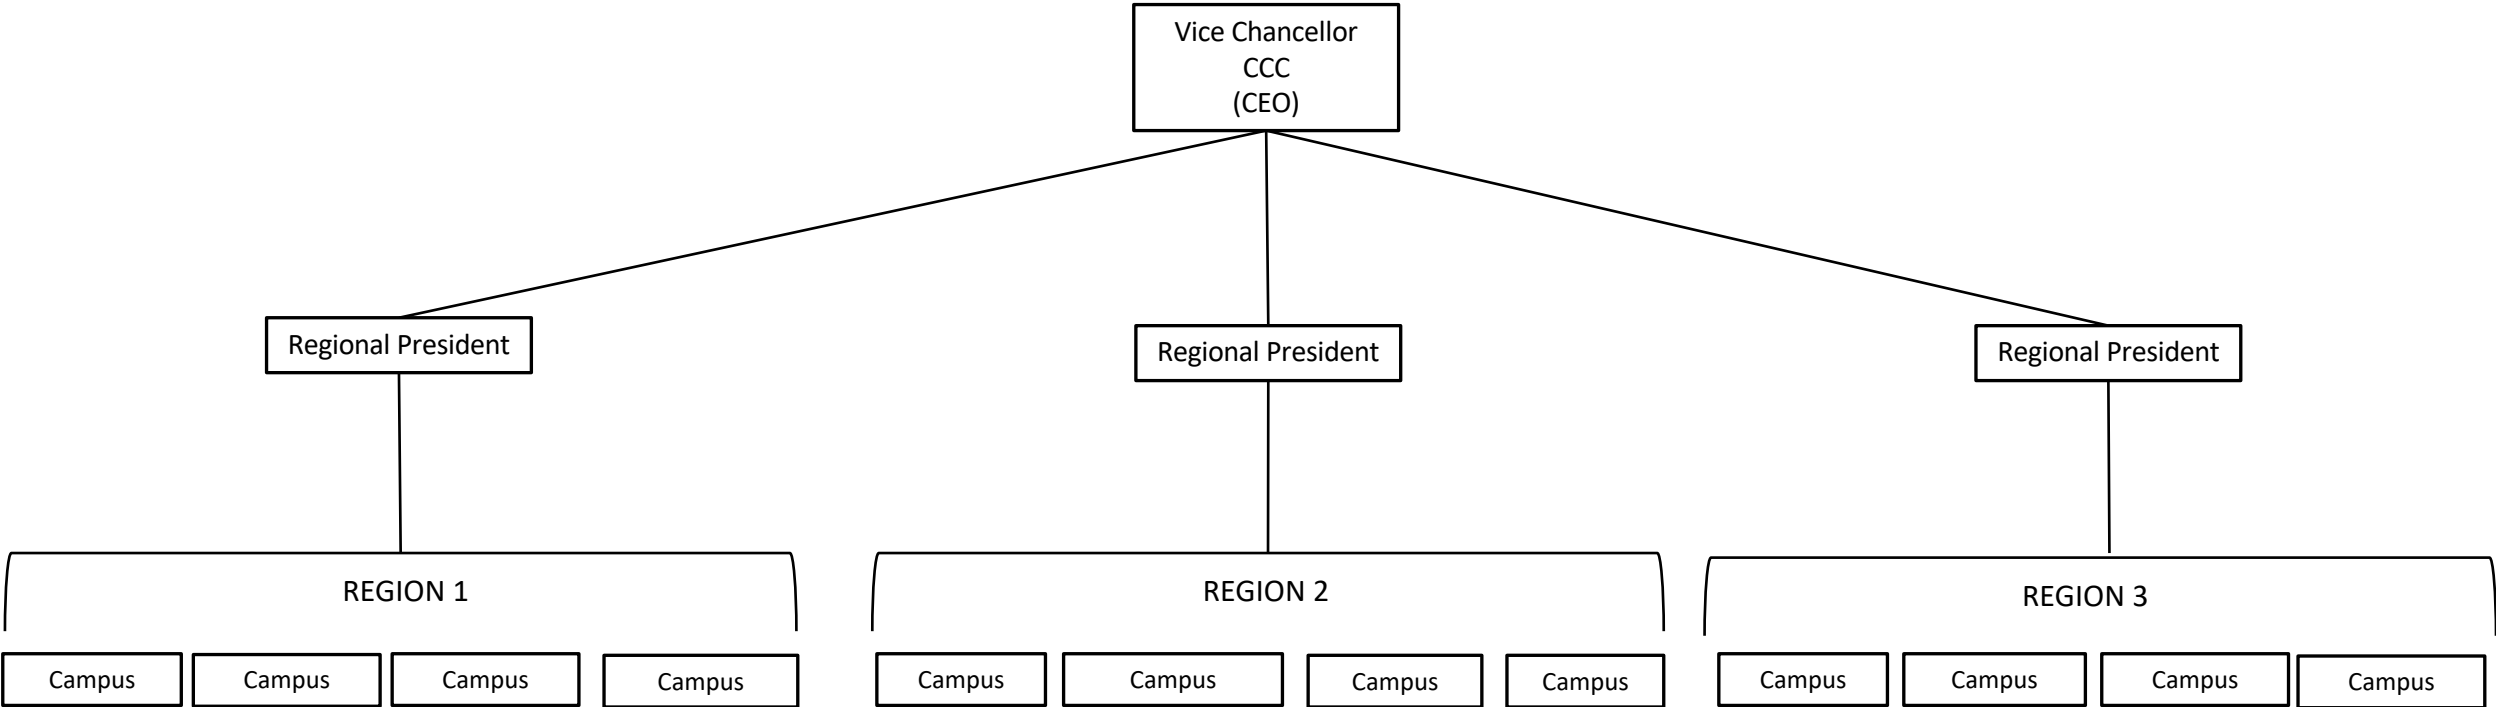 Vice Chancellor
CCC
(CEO)
Regional President
Regional President
Regional President
REGION 1
REGION 2
REGION 3
Campus
Campus
Campus
Campus
Campus
Campus
Campus
Campus
Campus
Campus
Campus
Campus